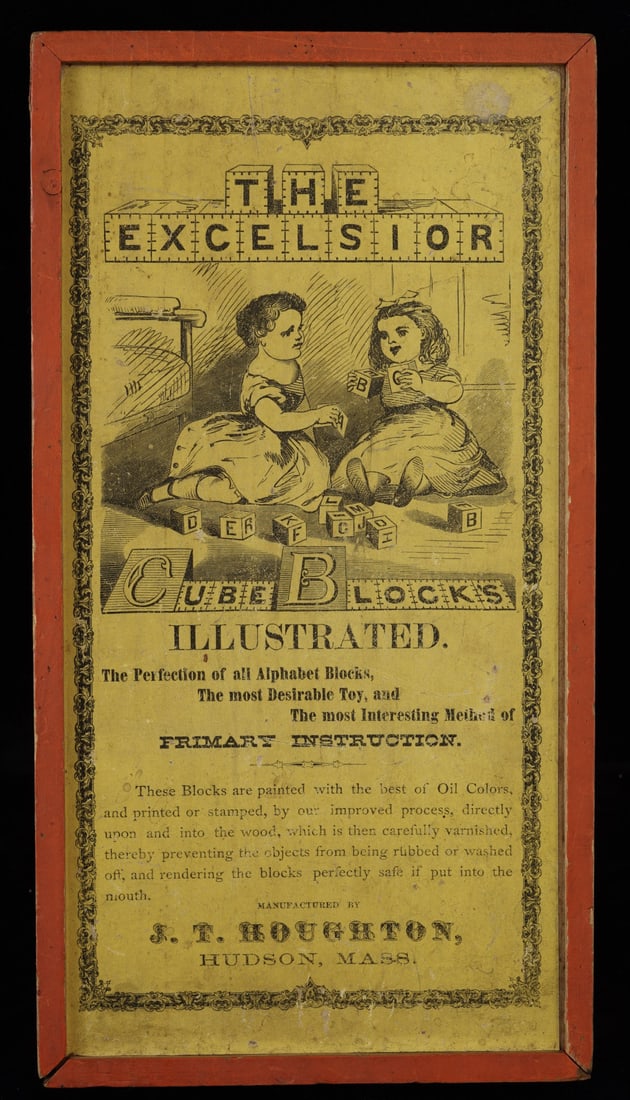 THE
EXCELSIOR
B C
L M
D ER K F C J D I B
CUBE BLOCKS
ILLUSTRATED.
The Perfection of all Alphabet Blocks,
The most Desirable Toy, and
The most Interesting Method of
PRIMARY INSTRUCTION.
These Blocks are painted with the best of Oil Colors,
and printed or stamped, by our improved process, directly
upon and into the wood, which is then carefully varnished,
thereby preventing the objects from being rubbed or washed
off, and rendering the blocks perfectly safe if put into the
mouth.
MANUFACTURED BY
J. T. HOUGHTON,
HUDSON, MASS.